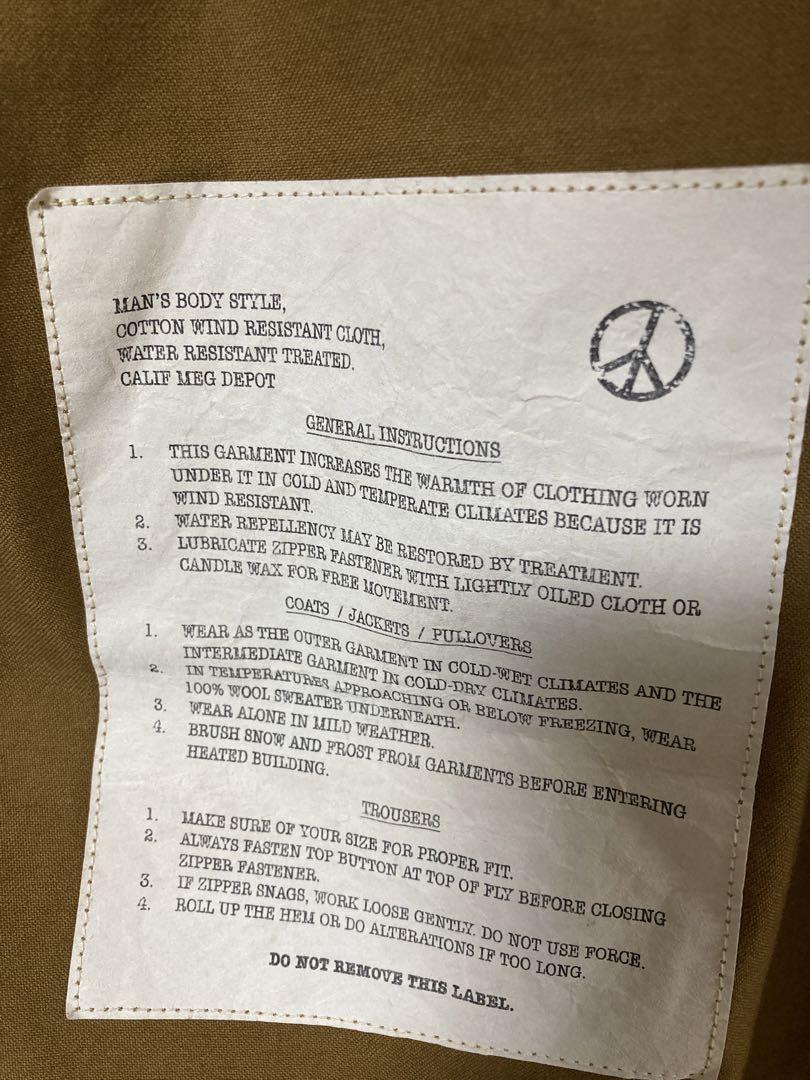 MAN'S BODY STYLE,
COTTON WIND RESISTANT CLOTH,
WATER RESISTANT TREATED.
CALIF MEG DEPOT
GENERAL INSTRUCTIONS
1. THIS GARMENT INCREASES THE WARMTH OF CLOTHING WORN
UNDER IT IN COLD AND TEMPERATE CLIMATES BECAUSE IT IS
WIND RESISTANT.
2. WATER REPELLENCY MAY BE RESTORED BY TREATMENT.
3. LUBRICATE ZIPPER FASTENER WITH LIGHTLY OILED CLOTH OR
CANDLE WAX FOR FREE MOVEMENT.
COATS / JACKETS / PULLOVERS
1. WEAR AS THE OUTER GARMENT IN COLD-WET CLIMATES AND THE
INTERMEDIATE GARMENT IN COLD-DRY CLIMATES.
2. IN TEMPERATURES APPROACHING OR BELOW FREEZING, WEAR
100% WOOL SWEATER UNDERNEATH.
3. WEAR ALONE IN MILD WEATHER.
4. BRUSH SNOW AND FROST FROM GARMENTS BEFORE ENTERING
HEATED BUILDING.
TROUSERS
1. MAKE SURE OF YOUR SIZE FOR PROPER FIT.
2. ALWAYS FASTEN TOP BUTTON AT TOP OF FLY BEFORE CLOSING
ZIPPER FASTENER.
3. IF ZIPPER SNAGS, WORK LOOSE GENTLY. DO NOT USE FORCE.
4. ROLL UP THE HEM OR DO ALTERATIONS IF TOO LONG.
DO NOT REMOVE THIS LABEL.